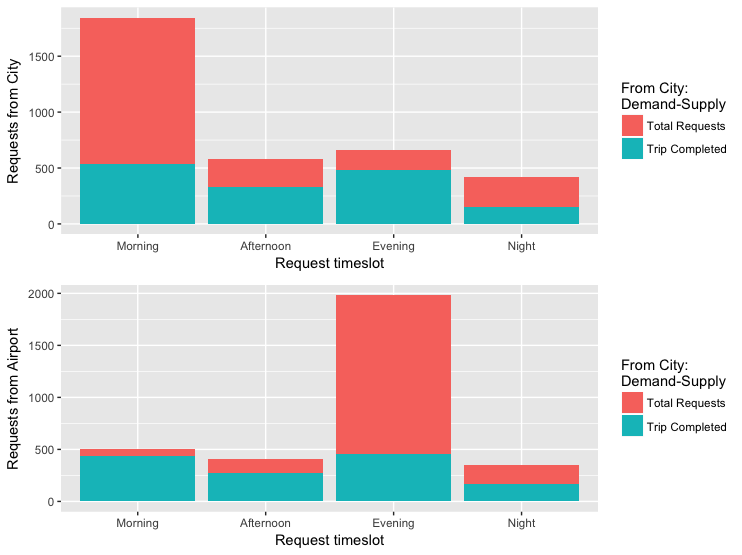 Requests from City
1500
1000
500
0
Morning Afternoon Evening Night
Request timeslot
From City:
Demand-Supply
Total Requests
Trip Completed
Requests from Airport
2000
1500
1000
500
0
Morning Afternoon Evening Night
Request timeslot
From City:
Demand-Supply
Total Requests
Trip Completed